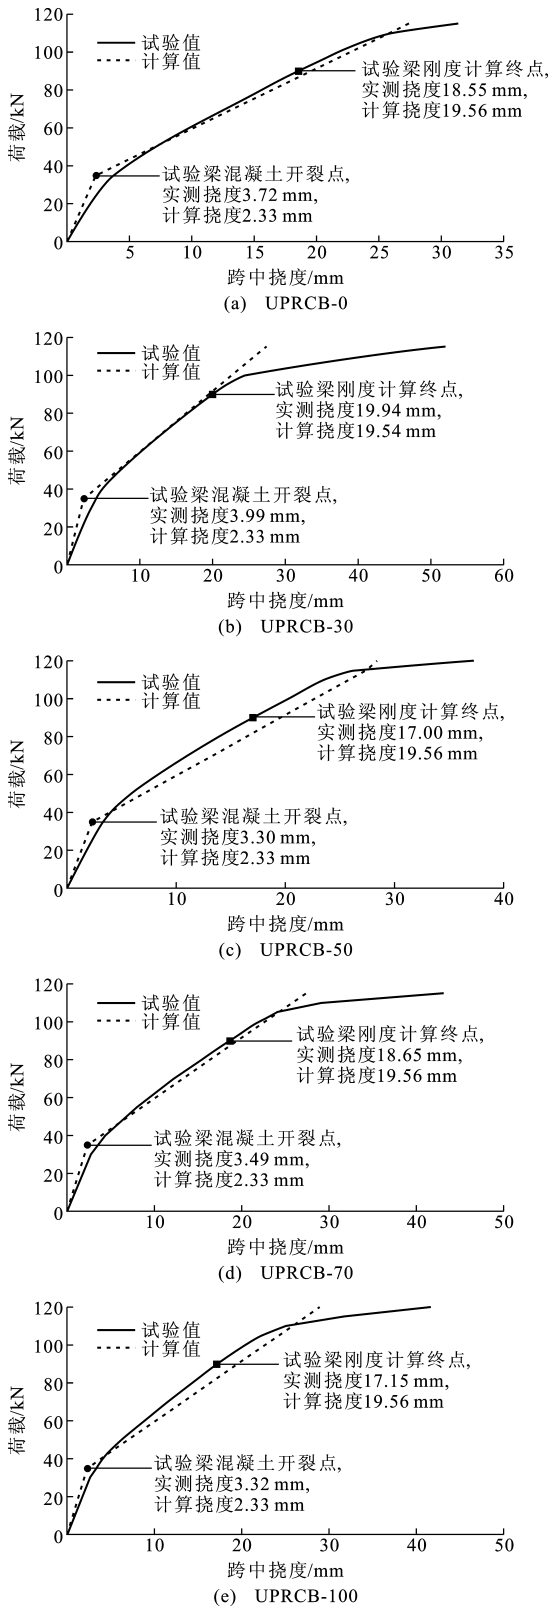 120
试验值
计算值
100
80
60
40
20
0
荷载/kN
试验梁刚度计算终点,
实测挠度18.55 mm,
计算挠度19.56 mm
试验梁混凝土开裂点,
实测挠度3.72 mm,
计算挠度2.33 mm
5 10 15 20 25 30 35
跨中挠度/mm
(a) UPRCB-0
120
试验值
计算值
100
80
60
40
20
0
荷载/kN
试验梁刚度计算终点,
实测挠度19.94 mm,
计算挠度19.54 mm
试验梁混凝土开裂点,
实测挠度3.99 mm,
计算挠度2.33 mm
10 20 30 40 50 60
跨中挠度/mm
(b) UPRCB-30
120
试验值
计算值
100
80
60
40
20
0
荷载/kN
试验梁刚度计算终点,
实测挠度17.00 mm,
计算挠度19.56 mm
试验梁混凝土开裂点,
实测挠度3.30 mm,
计算挠度2.33 mm
10 20 30 40
跨中挠度/mm
(c) UPRCB-50
120
试验值
计算值
100
80
60
40
20
0
荷载/kN
试验梁刚度计算终点,
实测挠度18.65 mm,
计算挠度19.56 mm
试验梁混凝土开裂点,
实测挠度3.49 mm,
计算挠度2.33 mm
10 20 30 40 50
跨中挠度/mm
(d) UPRCB-70
120
试验值
计算值
100
80
60
40
20
0
荷载/kN
试验梁刚度计算终点,
实测挠度17.15 mm,
计算挠度19.56 mm
试验梁混凝土开裂点,
实测挠度3.32 mm,
计算挠度2.33 mm
10 20 30 40 50
跨中挠度/mm
(e) UPRCB-100